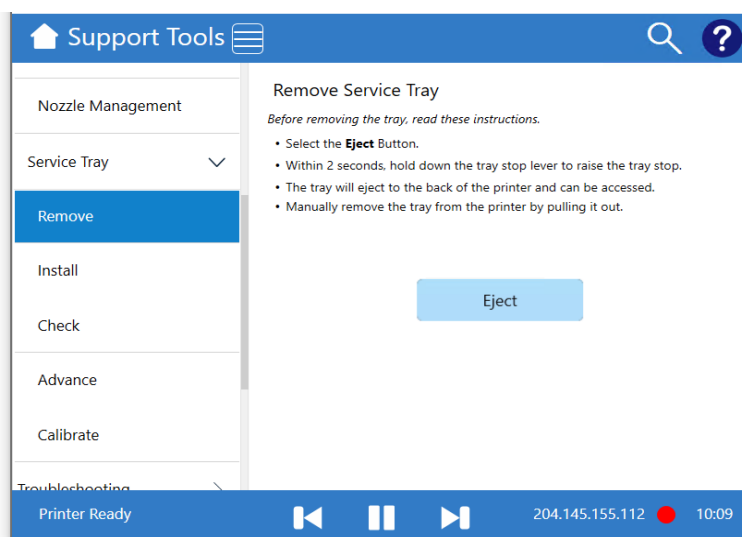 Support Tools
?
Nozzle Management
Service Tray
Remove
Install
Check
Advance
Calibrate
Troubleshooting
Remove Service Tray
Before removing the tray, read these instructions.
• Select the Eject Button.
• Within 2 seconds, hold down the tray stop lever to raise the tray stop.
• The tray will eject to the back of the printer and can be accessed.
• Manually remove the tray from the printer by pulling it out.
Eject
Printer Ready
204.145.155.112
10:09